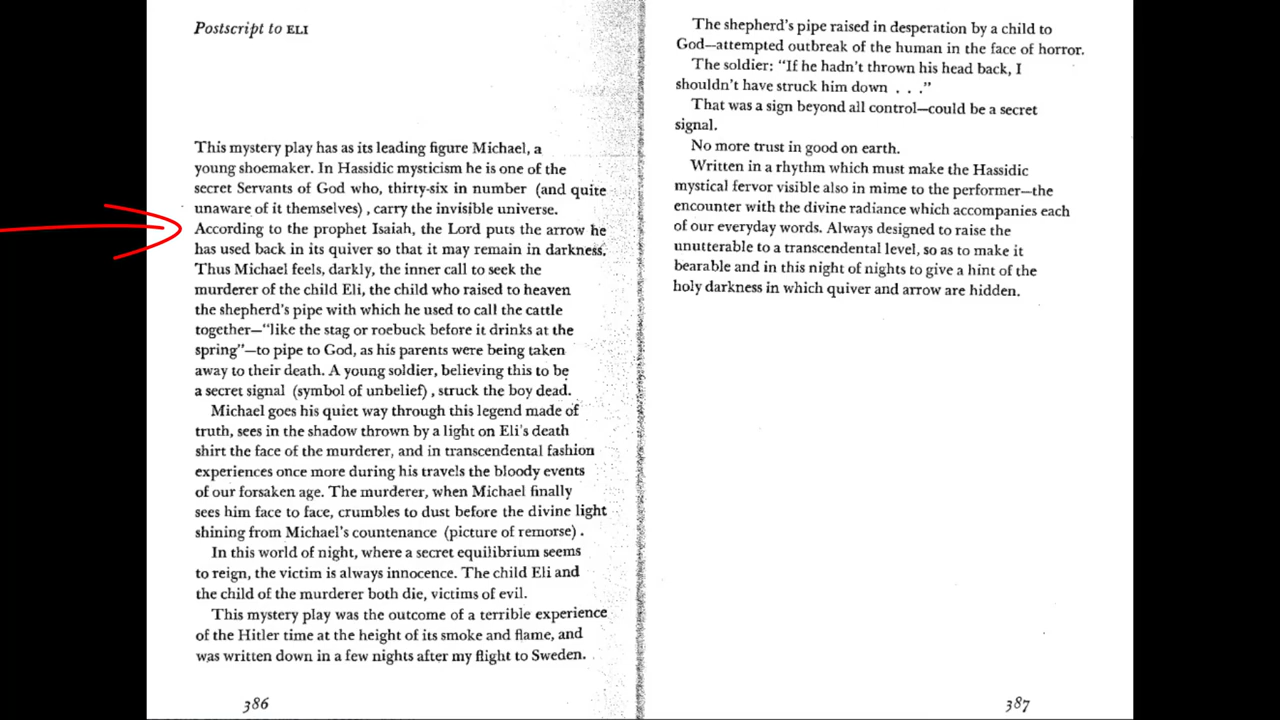 Postscript to ELI
This mystery play has as its leading figure Michael, a
young shoemaker. In Hassidic mysticism he is one of the
secret Servants of God who, thirty-six in number (and quite
unaware of it themselves), carry the invisible universe.
According to the prophet Isaiah, the Lord puts the arrow he
has used back in its quiver so that it may remain in darkness.
Thus Michael feels, darkly, the inner call to seek the
murderer of the child Eli, the child who raised to heaven
the shepherd's pipe with which he used to call the cattle
together—"like the stag or roebuck before it drinks at the
spring"—to pipe to God, as his parents were being taken
away to their death. A young soldier, believing this to be
a secret signal (symbol of unbelief), struck the boy dead.
Michael goes his quiet way through this legend made of
truth, sees in the shadow thrown by a light on Eli's death
shirt the face of the murderer, and in transcendental fashion
experiences once more during his travels the bloody events
of our forsaken age. The murderer, when Michael finally
sees him face to face, crumbles to dust before the divine light
shining from Michael's countenance (picture of remorse).
In this world of night, where a secret equilibrium seems
to reign, the victim is always innocence. The child Eli and
the child of the murderer both die, victims of evil.
This mystery play was the outcome of a terrible experience
of the Hitler time at the height of its smoke and flame, and
was written down in a few nights after my flight to Sweden.
386
The shepherd's pipe raised in desperation by a child to
God—attempted outbreak of the human in the face of horror.
The soldier: "If he hadn't thrown his head back, I
shouldn't have struck him down . . ."
That was a sign beyond all control—could be a secret
signal.
No more trust in good on earth.
Written in a rhythm which must make the Hassidic
mystical fervor visible also in mime to the performer—the
encounter with the divine radiance which accompanies each
of our everyday words. Always designed to raise the
unutterable to a transcendental level, so as to make it
bearable and in this night of nights to give a hint of the
holy darkness in which quiver and arrow are hidden.
387